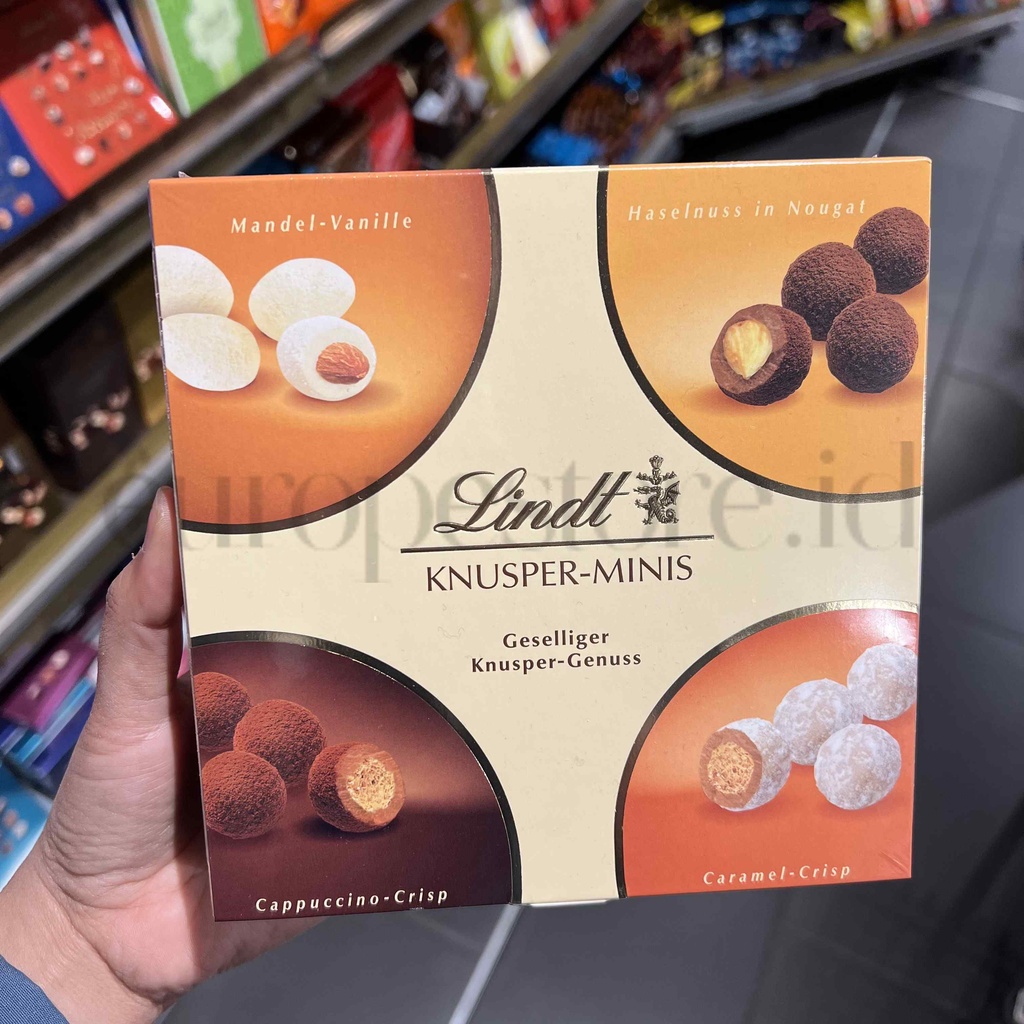 Mandel-Vanille
Haselnuss in Nougat
europestore.id
Lindt
KNUSPER-MINIS
Geselliger
Knusper-Genuss
Cappuccino-Crisp
Caramel-Crisp